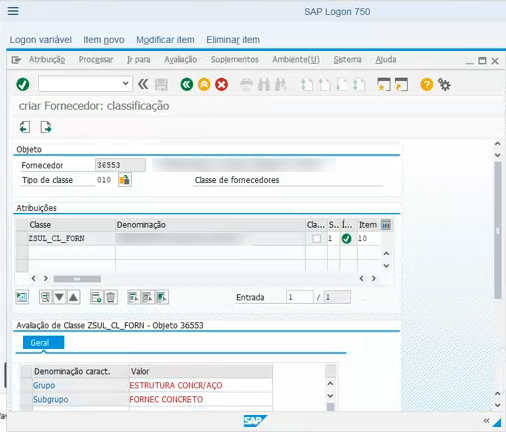 SAP Logon 750
Logon variável Item novo Modificar item Eliminar item
Atribuição Processar Ir para Avaliação Suplementos Ambiente(U) Sistema Ajuda
criar Fornecedor: classificação
Objeto
Fornecedor 36553
Tipo de classe 010 Classe de fornecedores
Atribuições
Classe Denominação Cla... S.. Í... Item
ZSUL_CL_FORN 1 10
Entrada 1 / 1
Avaliação de Classe ZSUL_CL_FORN - Objeto 36553
Geral
Denominação caract. Valor
Grupo ESTRUTURA CONCR/AÇO
Subgrupo FORNEC CONCRETO
SAP